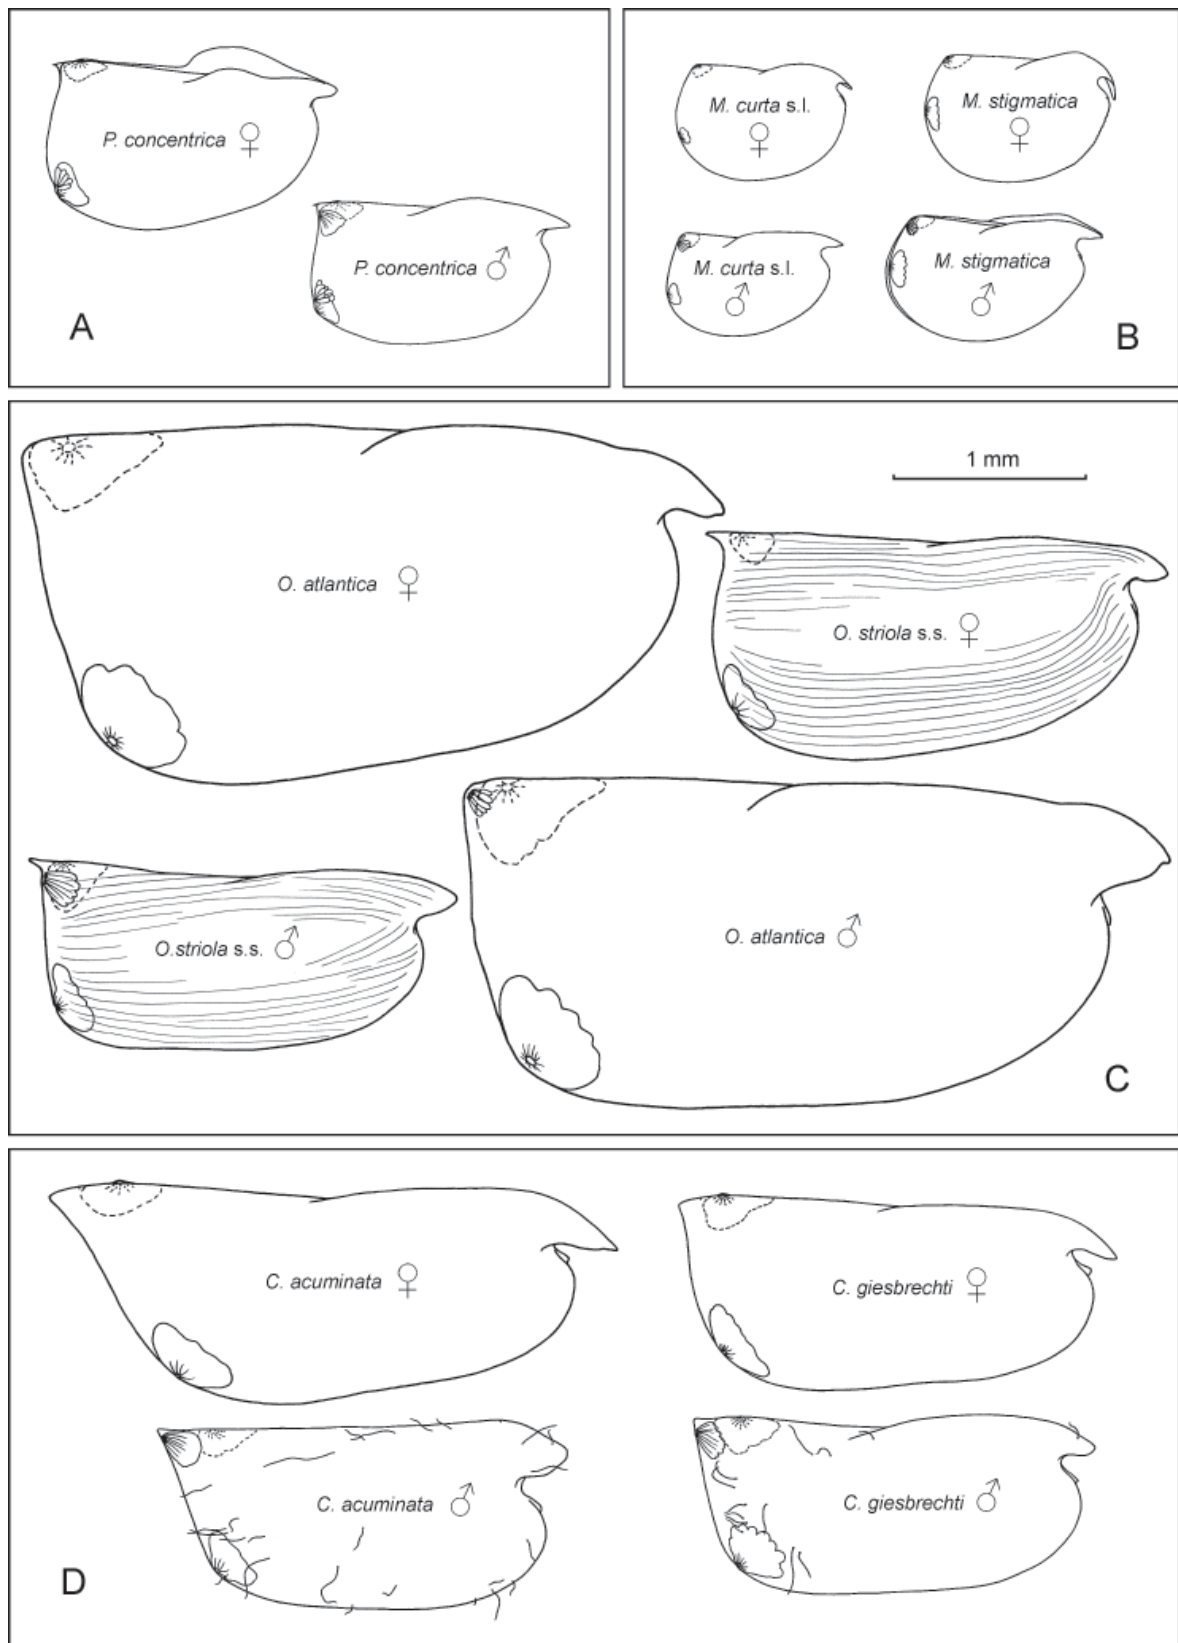 P. concentrica ♀
P. concentrica ♂
A
M. curta s.l.
♀
M. stigmatica
♀
M. curta s.l.
♂
M. stigmatica
♂
B
1 mm
O. atlantica ♀
O. striola s.s. ♀
O.striola s.s. ♂
O. atlantica ♂
C
C. acuminata ♀
C. giesbrechti ♀
C. acuminata ♂
C. giesbrechti ♂
D